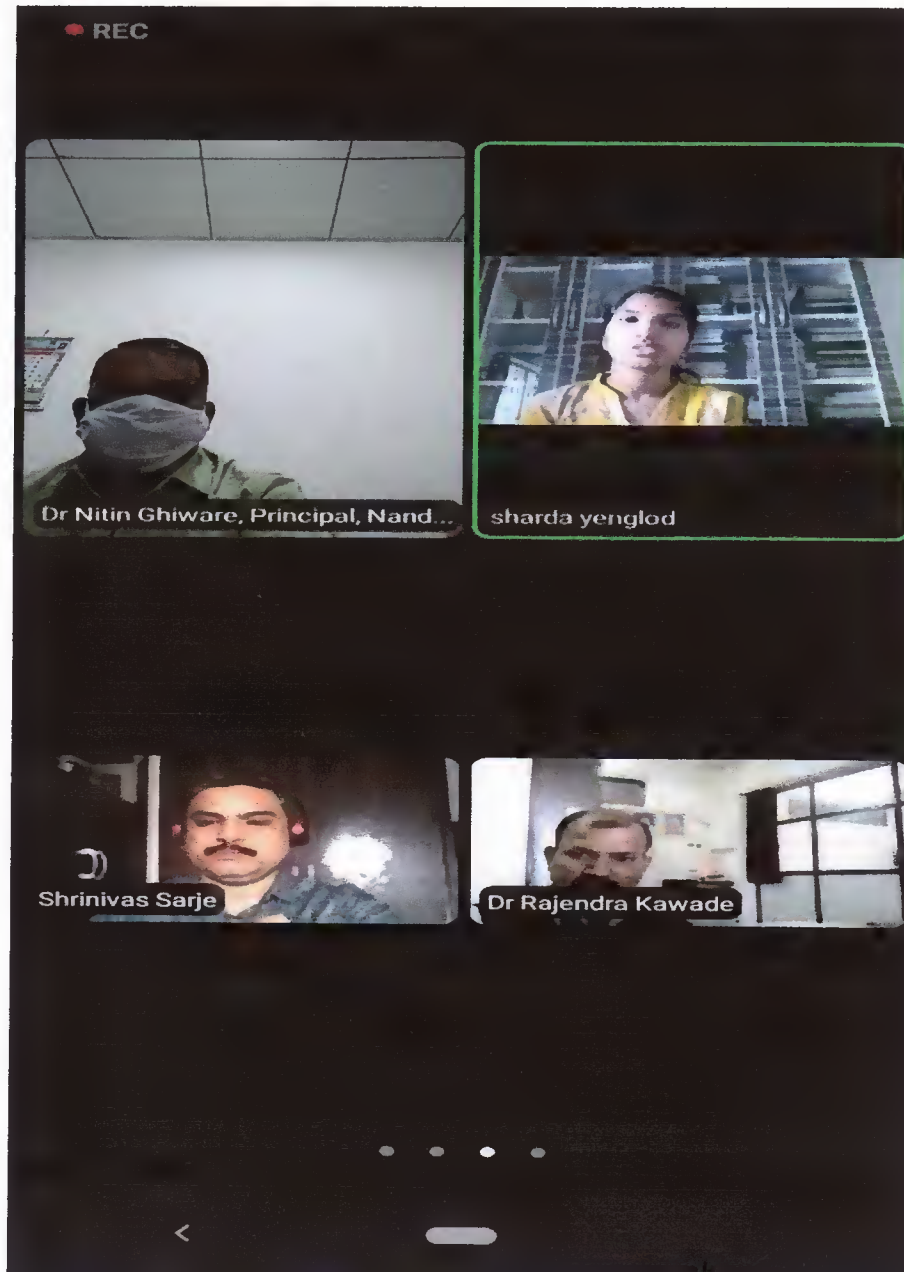 REC
Dr Nitin Ghiware, Principal, Nand...
sharda yenglod
Shrinivas Sarje
Dr Rajendra Kawade